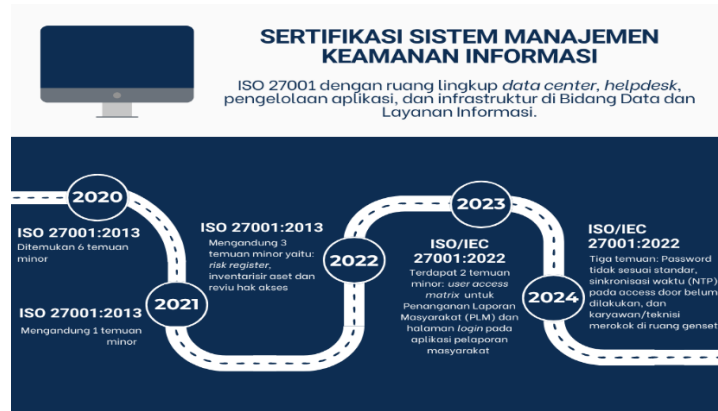 SERTIFIKASI SISTEM MANAJEMEN
KEAMANAN INFORMASI
ISO 27001 dengan ruang lingkup data center, helpdesk,
pengelolaan aplikasi, dan infrastruktur di Bidang Data dan
Layanan Informasi.
2020
ISO 27001:2013
Ditemukan 6 temuan
minor
2021
ISO 27001:2013
Mengandung 1 temuan
minor
2022
ISO 27001:2013
Mengandung 3
temuan minor yaitu:
risk register,
inventarisir aset dan
reviu hak akses
2023
ISO/IEC
27001:2022
Terdapat 2 temuan
minor: user access
matrix untuk
Penanganan Laporan
Masyarakat (PLM) dan
halaman login pada
aplikasi pelaporan
masyarakat
2024
ISO/IEC
27001:2022
Tiga temuan: Password
tidak sesuai standar,
sinkronisasi waktu (NTP)
pada access door belum
dilakukan, dan
karyawan/teknisi
merokok di ruang genset